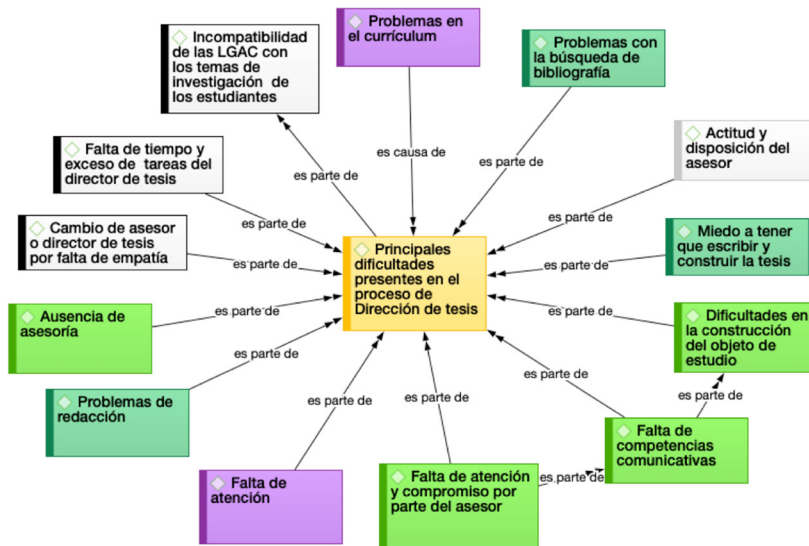 Incompatibilidad
de las LGAC con
los temas de
investigación de
los estudiantes
Problemas en
el currículum
Problemas con
la búsqueda de
bibliografía
Falta de tiempo y
exceso de tareas del
director de tesis
es parte de
es causa de
es parte de
Actitud y
disposición del
asesor
es parte de
es parte de
Cambio de asesor
o director de tesis
por falta de empatía
es parte de
Principales
dificultades
presentes en el
proceso de
Dirección de tesis
es parte de
Miedo a tener
que escribir y
construir la tesis
Ausencia de
asesoría
es parte de
es parte de
Dificultades en
la construcción
del objeto de
estudio
es parte de
es parte de
es parte de
Problemas de
redacción
es parte de
es parte de
Falta de
competencias
comunicativas
Falta de
atención
Falta de atención
y compromiso por
parte del asesor
es parte de